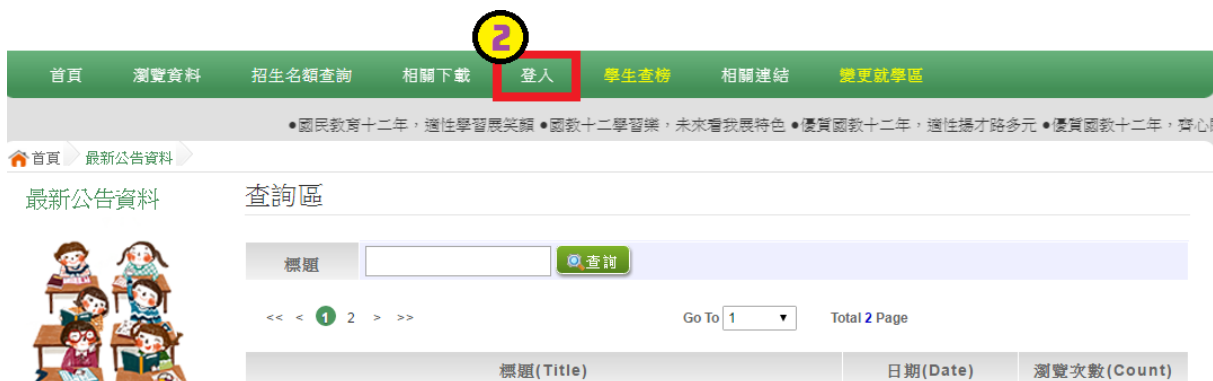 2
首頁 瀏覽資料 招生名額查詢 相關下載 登入 學生查榜 相關連結 變更就學區
●國民教育十二年，適性學習展笑顏 ●國教十二學習樂，未來看我展特色 ●優質國教十二年，適性揚才路多元 ●優質國教十二年，齊心
首頁 最新公告資料
最新公告資料
查詢區
標題 查詢
<< < 1 2 > >> Go To 1 Total 2 Page
標題(Title) 日期(Date) 瀏覽次數(Count)